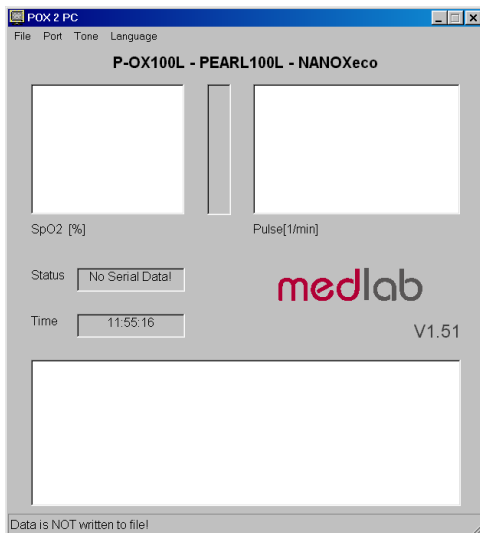 POX 2 PC
File Port Tone Language
P-OX100L - PEARL100L - NANOXeco
SpO2 [%]
Pulse[1/min]
Status No Serial Data!
medlab
Time 11:55:16
V1.51
Data is NOT written to file!